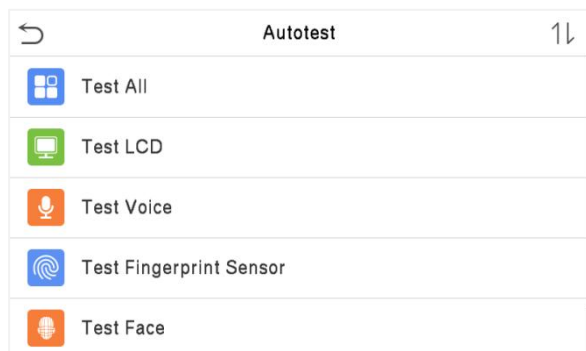 Autotest
Test All
Test LCD
Test Voice
Test Fingerprint Sensor
Test Face